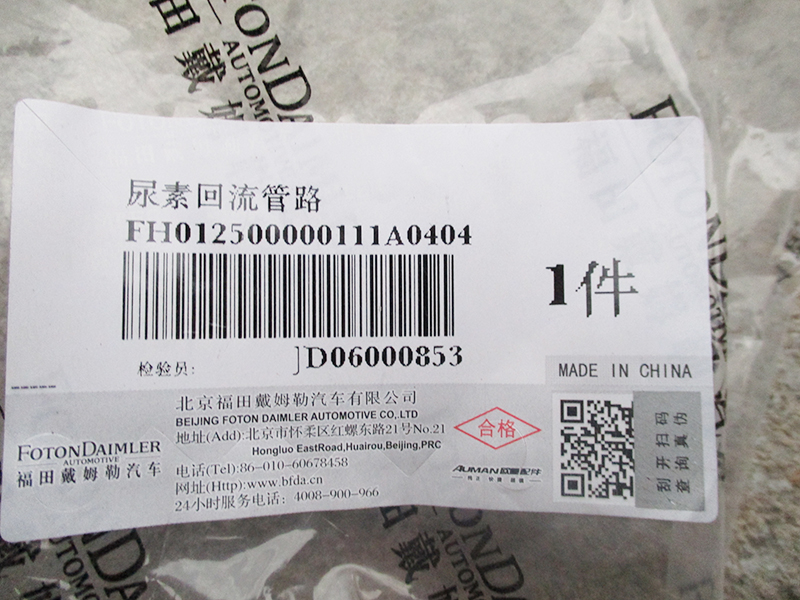 尿素回流管路
FH012500000111A0404
1件
检验员:
JD06000853
MADE IN CHINA
北京福田戴姆勒汽车有限公司
BEIJING FOTON DAIMLER AUTOMOTIVE CO.,LTD
地址(Add):北京市怀柔区红螺东路21号No.21
Hongluo EastRoad,Huairou,Beijing,PRC
电话(Tel):86-010-60678458
网址(Http):www.bfda.cn
24小时服务电话: 4008-900-966
FOTONDAIMLER
AUTOMOTIVE
福田戴姆勒汽车
合格
AUMAN欧曼配件
刮开扫码
查询真伪